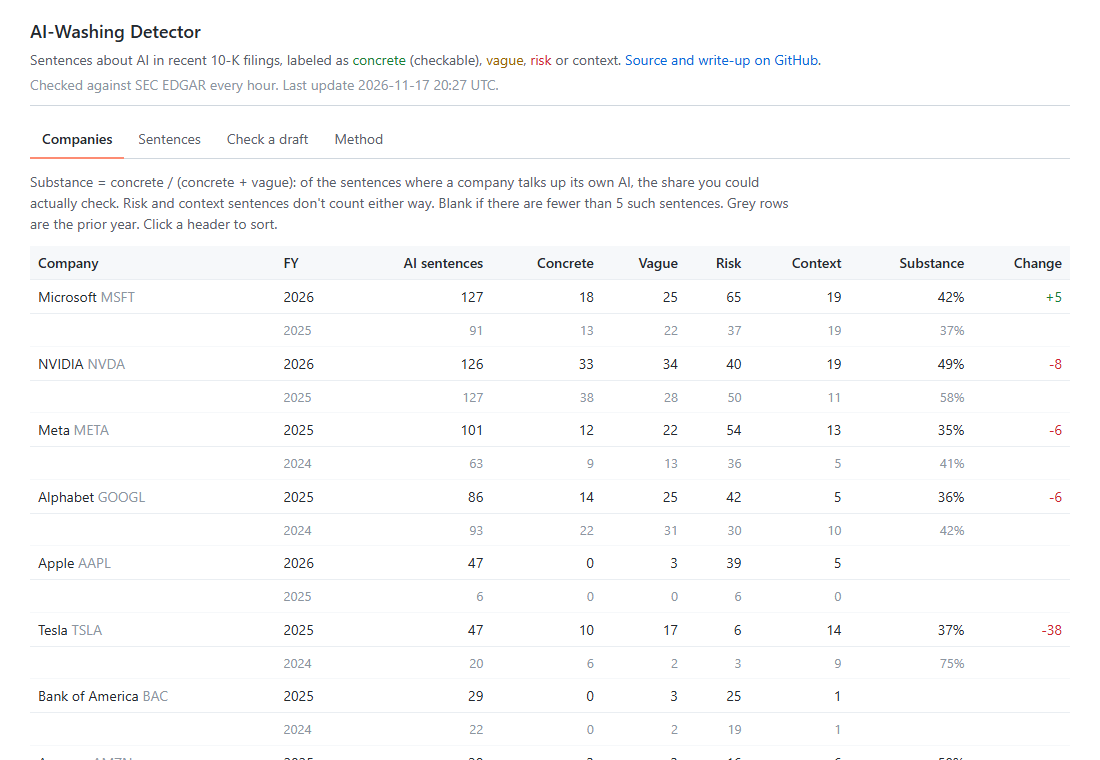 AI-Washing Detector
Sentences about AI in recent 10-K filings, labeled as concrete (checkable), vague, risk or context. Source and write-up on GitHub.
Checked against SEC EDGAR every hour. Last update 2026-11-17 20:27 UTC.
Companies Sentences Check a draft Method
Substance = concrete / (concrete + vague): of the sentences where a company talks up its own AI, the share you could
actually check. Risk and context sentences don't count either way. Blank if there are fewer than 5 such sentences. Grey rows
are the prior year. Click a header to sort.
Company FY AI sentences Concrete Vague Risk Context Substance Change
Microsoft MSFT 2026 127 18 25 65 19 42% +5
2025 91 13 22 37 19 37%
NVIDIA NVDA 2026 126 33 34 40 19 49% -8
2025 127 38 28 50 11 58%
Meta META 2025 101 12 22 54 13 35% -6
2024 63 9 13 36 5 41%
Alphabet GOOGL 2025 86 14 25 42 5 36% -6
2024 93 22 31 30 10 42%
Apple AAPL 2026 47 0 3 39 5
2025 6 0 0 6 0
Tesla TSLA 2025 47 10 17 6 14 37% -38
2024 20 6 2 3 9 75%
Bank of America BAC 2025 29 0 3 25 1
2024 22 0 2 19 1